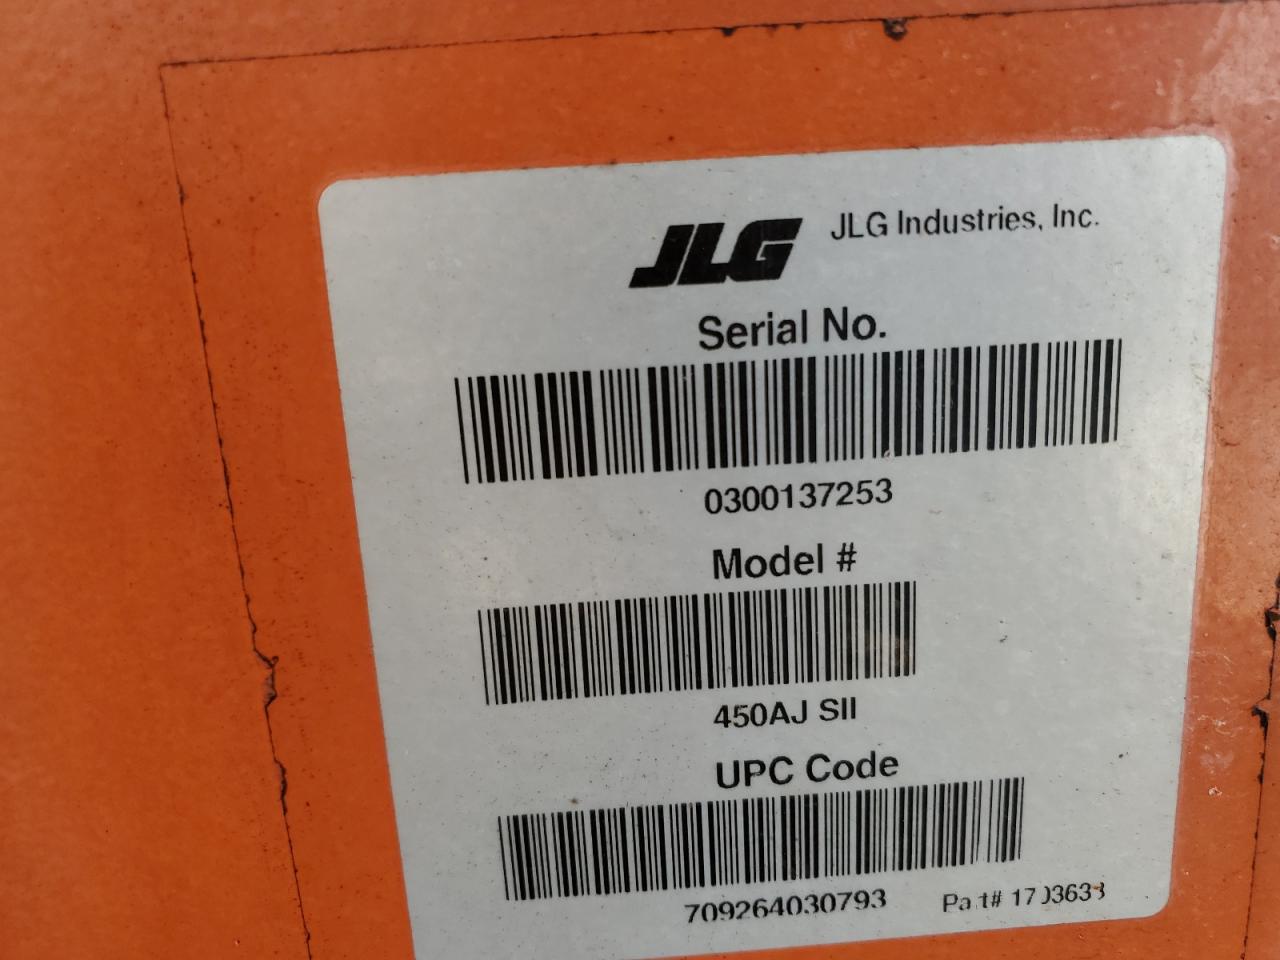 JLG JLG Industries, Inc.
Serial No.
0300137253
Model #
450AJ SII
UPC Code
709264030793